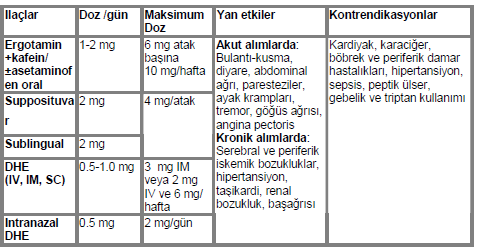 İlaçlar
Doz /gün
Maksimum
Doz
Yan etkiler
Kontrendikasyonlar
Ergotamin
+kafein/
±asetaminof
en oral
1-2 mg
6 mg atak
başına
10 mg/hafta
Akut alımlarda:
Bulantı-kusma,
diyare, abdominal
ağrı, paresteziler,
ayak krampları,
tremor, göğüs ağrısı,
angina pectoris
Kronik alımlarda:
Serebral ve periferik
iskemik bozukluklar,
hipertansiyon,
taşikardi, renal
bozukluk, başağrısı
Kardiyak, karaciğer,
böbrek ve periferik damar
hastalıkları, hipertansiyon,
sepsis, peptik ülser,
gebelik ve triptan kullanımı
Supposituva
r
2 mg
4 mg/atak
Sublingual
2 mg
DHE
(IV, IM, SC)
0.5-1.0 mg
3 mg IM
veya 2 mg
IV ve 6 mg/
hafta
Intranazal
DHE
0.5 mg
2 mg/gün